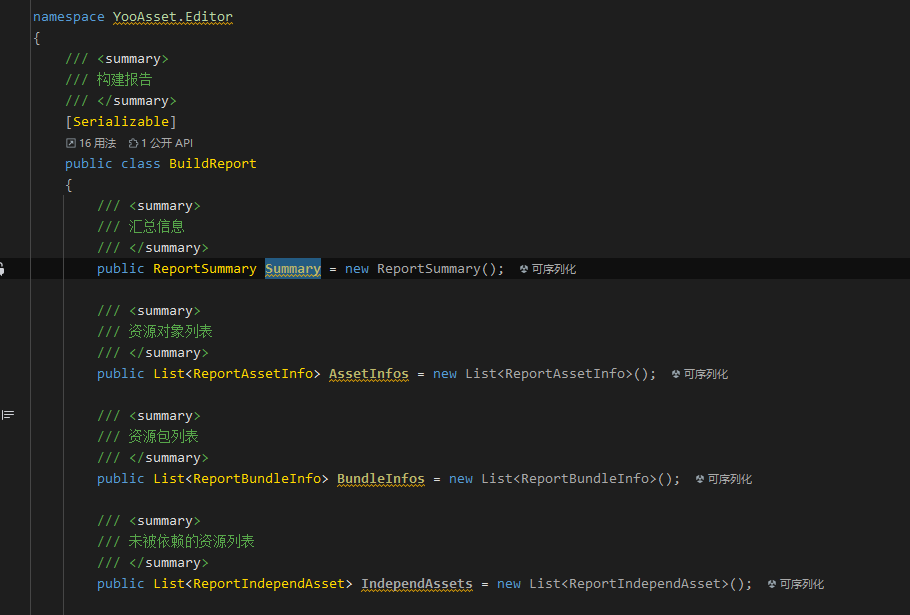 namespace YooAsset.Editor
{
/// <summary>
/// 构建报告
/// </summary>
[Serializable]
16 用法 1 公开 API
public class BuildReport
{
/// <summary>
/// 汇总信息
/// </summary>
public ReportSummary Summary = new ReportSummary(); 可序列化
/// <summary>
/// 资源对象列表
/// </summary>
public List<ReportAssetInfo> AssetInfos = new List<ReportAssetInfo>(); 可序列化
/// <summary>
/// 资源包列表
/// </summary>
public List<ReportBundleInfo> BundleInfos = new List<ReportBundleInfo>(); 可序列化
/// <summary>
/// 未被依赖的资源列表
/// </summary>
public List<ReportIndependAsset> IndependAssets = new List<ReportIndependAsset>(); 可序列化